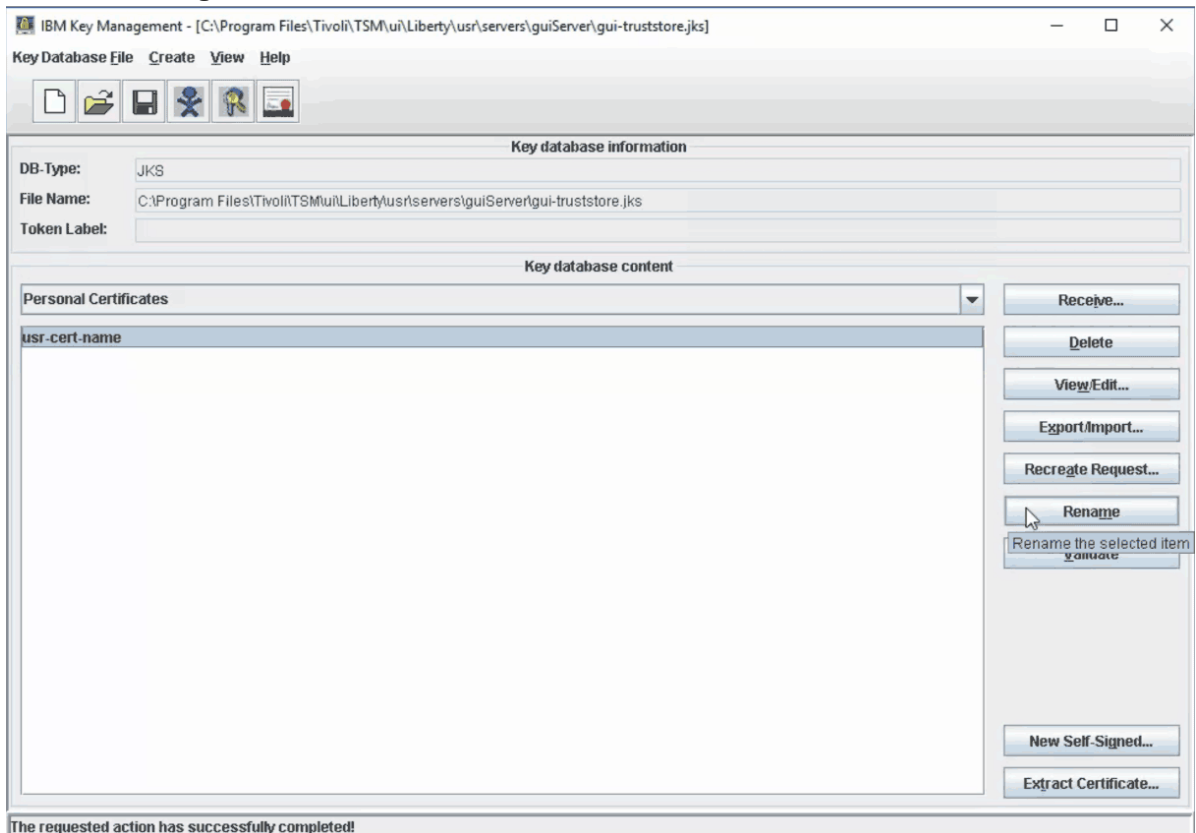 IBM Key Management - [C:\Program Files\Tivoli\TSM\ui\Liberty\usr\servers\guiServer\gui-truststore.jks]
Key Database File Create View Help
Key database information
DB-Type: JKS
File Name: C:\Program Files\Tivoli\TSM\ui\Liberty\usr\servers\guiServer\gui-truststore.jks
Token Label:
Key database content
Personal Certificates
Receive...
usr-cert-name
Delete
View/Edit...
Export/Import...
Recreate Request...
Rename
Rename the selected item
Validate
New Self-Signed...
Extract Certificate...
The requested action has successfully completed!